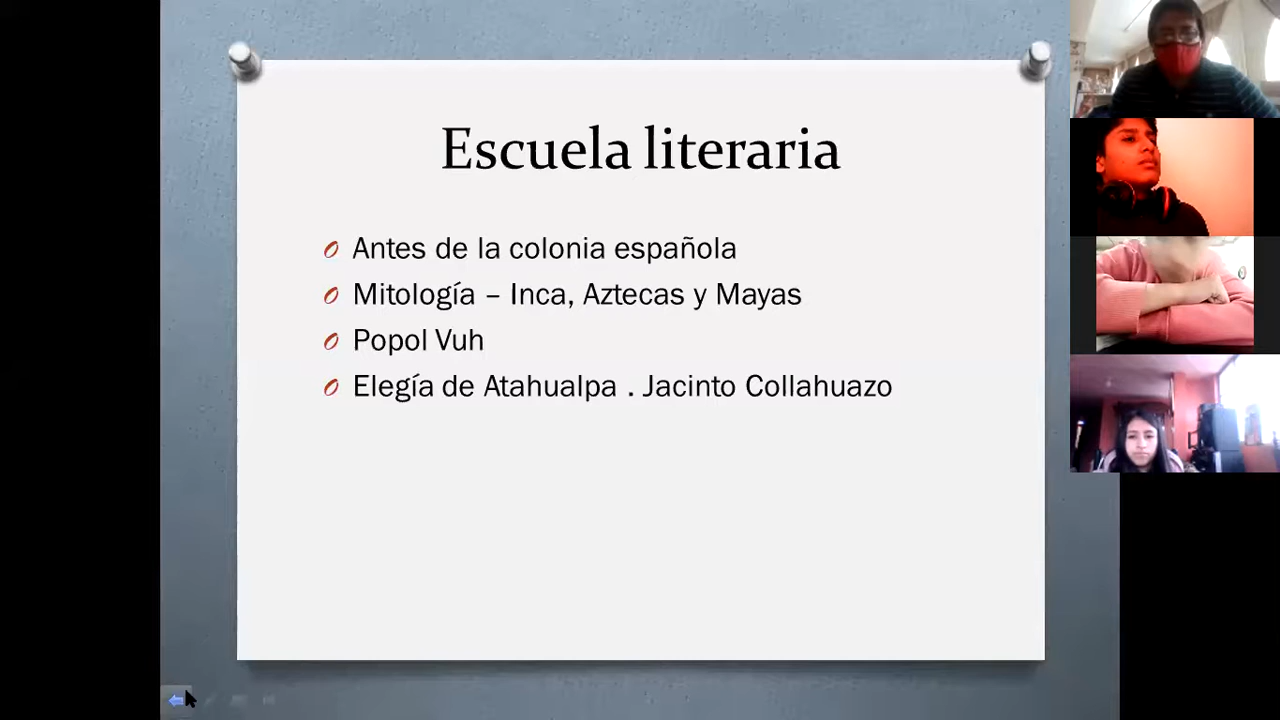 Escuela literaria
Antes de la colonia española
Mitología – Inca, Aztecas y Mayas
Popol Vuh
Elegía de Atahualpa . Jacinto Collahuazo